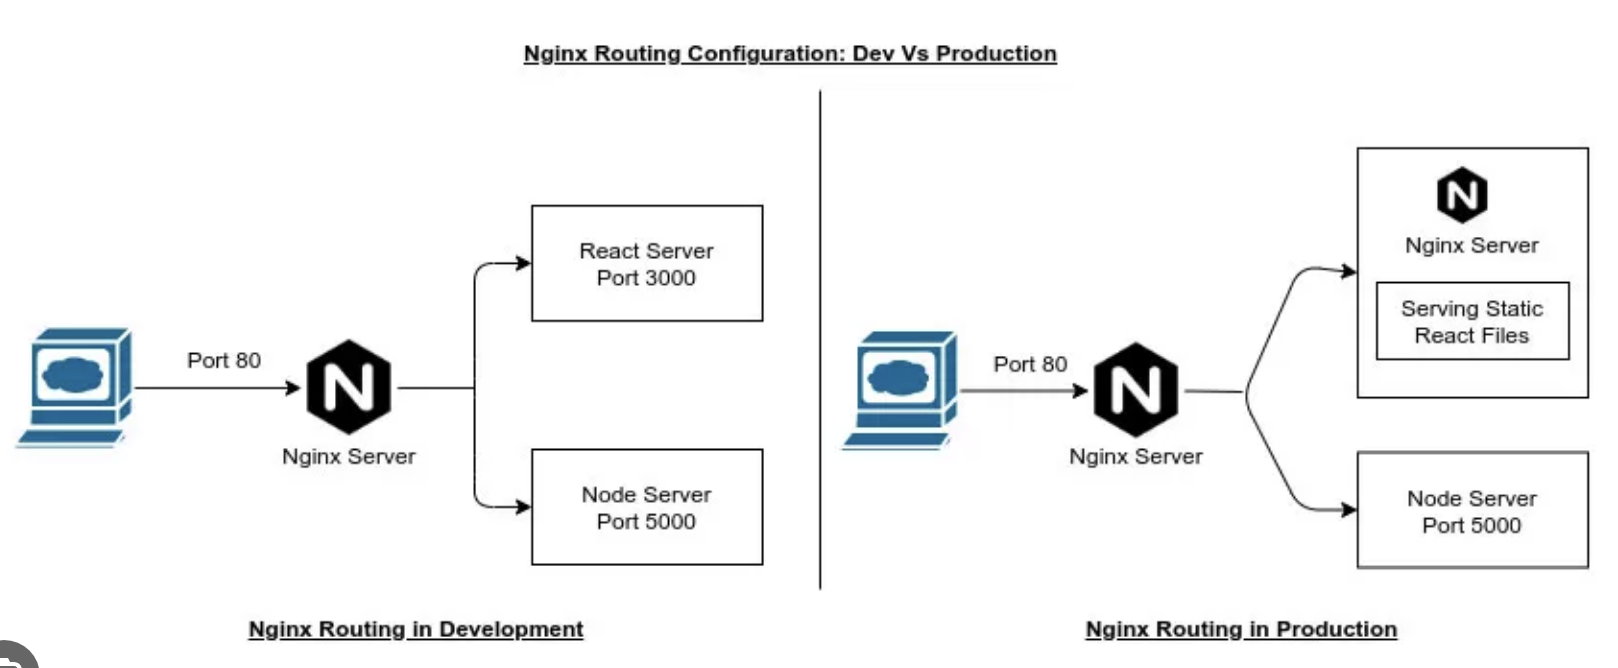 Nginx Routing Configuration: Dev Vs Production
React Server
Port 3000
Port 80
N
Nginx Server
Node Server
Port 5000
Nginx Routing in Development
N
Nginx Server
Serving Static
React Files
Port 80
N
Nginx Server
Node Server
Port 5000
Nginx Routing in Production